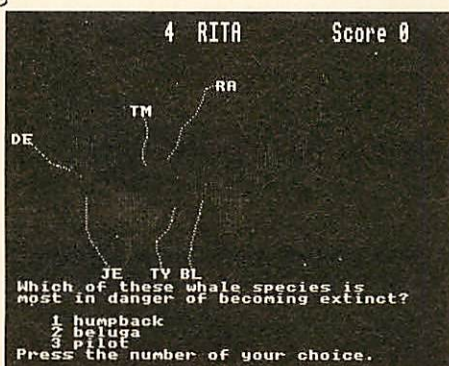 4 RITA Score 0
RA
TM
DE
JE TY BL
Which of these whale species is
most in danger of becoming extinct?
1 humpback
2 beluga
3 pilot
Press the number of your choice.